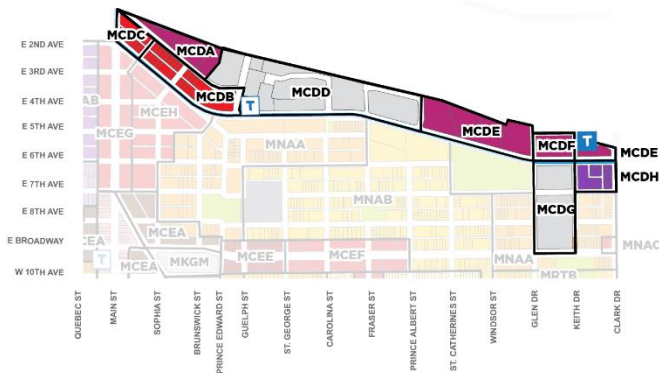 E 2ND AVE
E 3RD AVE
E 4TH AVE
E 5TH AVE
E 6TH AVE
E 7TH AVE
E 8TH AVE
E BROADWAY
W 10TH AVE
MCDC
MCDA
MCDB
MCDD
T
MCDE
MCDF
T
MCDE
MCDH
MCDG
AB
MCEH
MCEG
MNAA
MNAB
MCEA
CEA
T
MCEA
MKGM
MCEE
MCEF
MNAA
MRTB
MNAC
QUEBEC ST
MAIN ST
SOPHIA ST
BRUNSWICK ST
PRINCE EDWARD ST
GUELPH ST
ST. GEORGE ST
CAROLINA ST
FRASER ST
PRINCE ALBERT ST
ST. CATHERINES ST
WINDSOR ST
GLEN DR
KEITH DR
CLARK DR